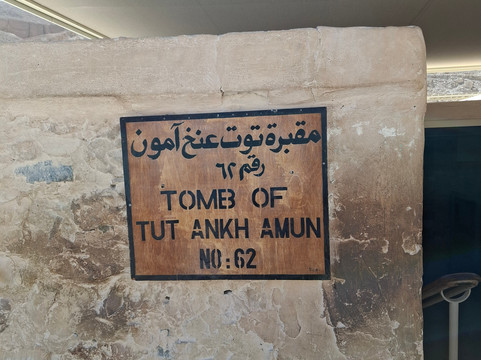 مقبرة توت عنخ آمون
رقم ٦٢
TOMB OF
TUT ANKH AMUN
NO:62